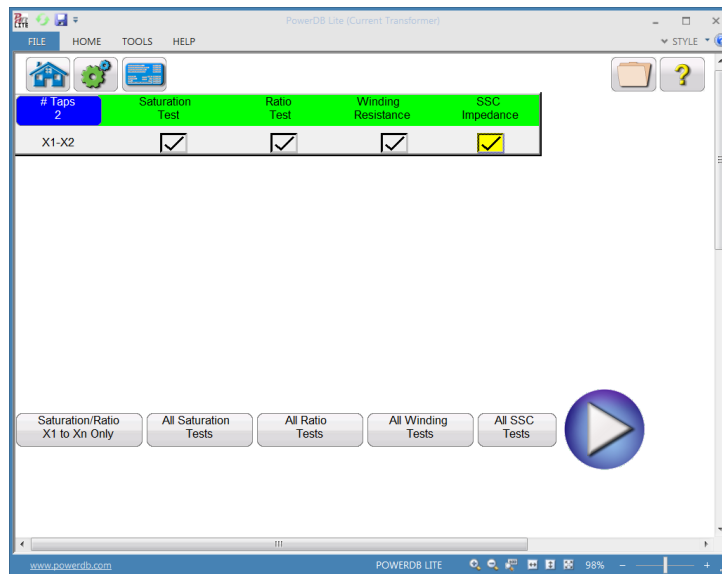 PowerDB Lite (Current Transformer)
FILE HOME TOOLS HELP STYLE
# Taps
2
Saturation
Test
Ratio
Test
Winding
Resistance
SSC
Impedance
X1-X2
Saturation/Ratio
X1 to Xn Only
All Saturation
Tests
All Ratio
Tests
All Winding
Tests
All SSC
Tests
www.powerdb.com POWERDB LITE 98%